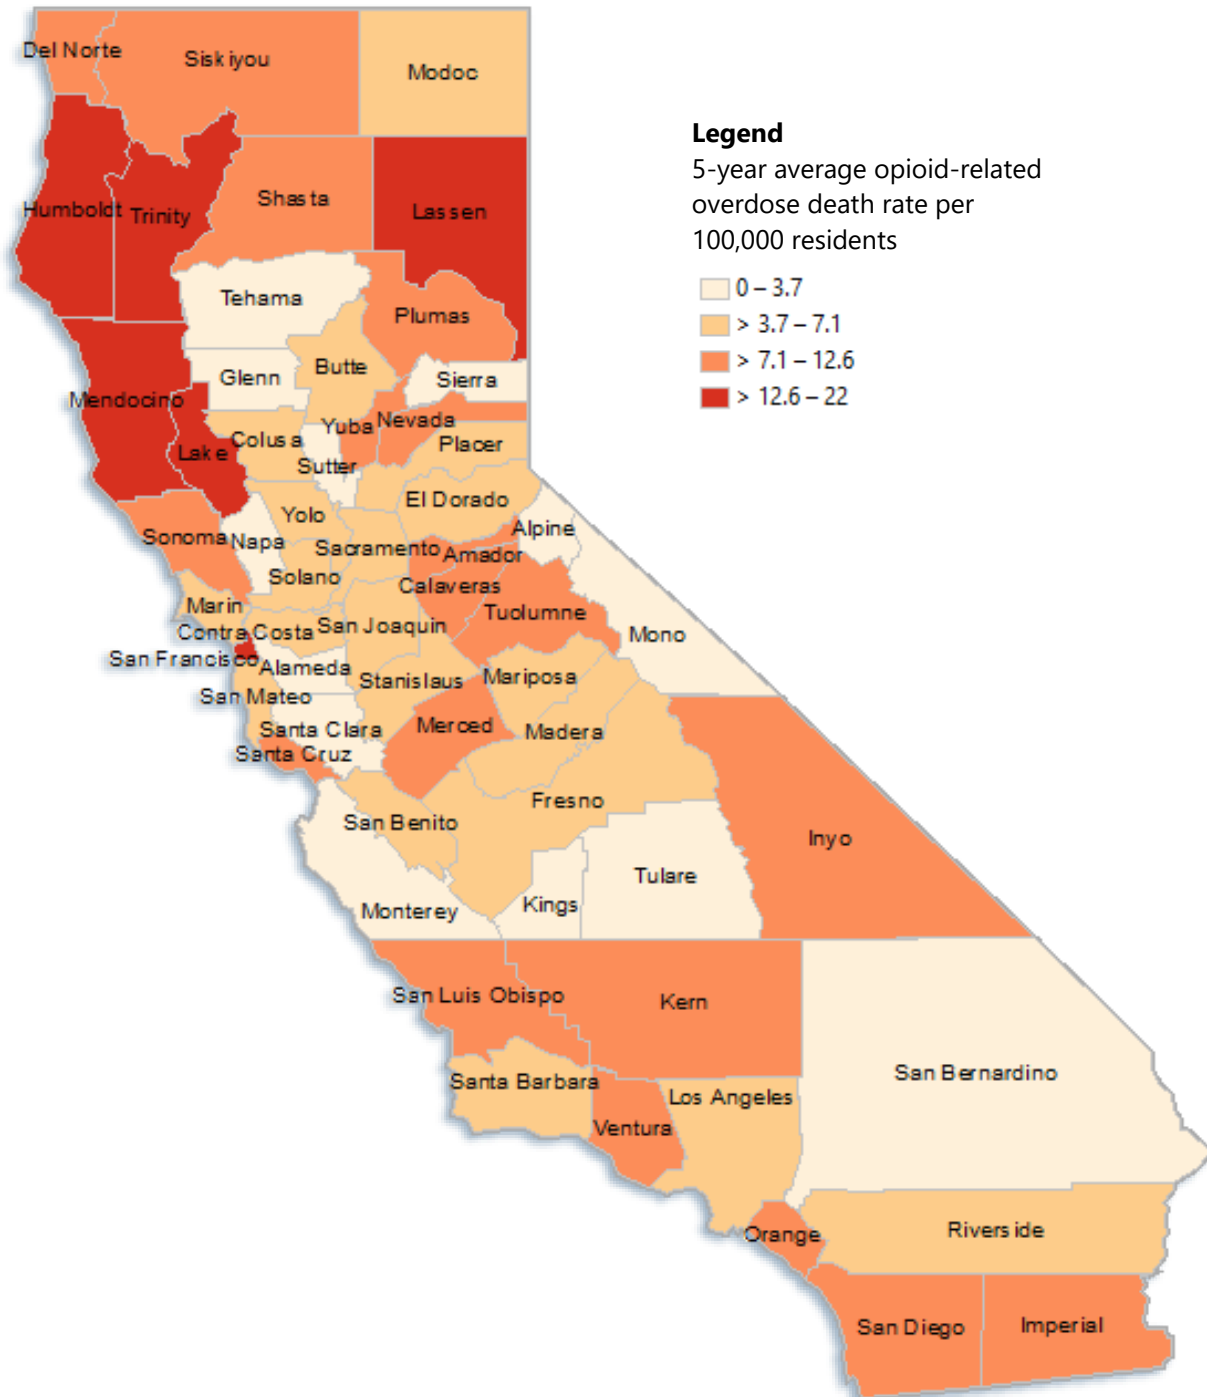 Del Norte
Siskiyou
Modoc
Legend
5-year average opioid-related
overdose death rate per
100,000 residents
0 – 3.7
> 3.7 – 7.1
> 7.1 – 12.6
> 12.6 – 22
Humboldt
Trinity
Shasta
Lassen
Tehama
Plumas
Glenn
Butte
Sierra
Mendocino
Lake
Colusa
Yuba
Nevada
Sutter
Placer
El Dorado
Yolo
Alpine
Sonoma
Napa
Sacramento
Amador
Solano
Calaveras
Marin
Tuolumne
Contra Costa
San Joaquin
Mono
San Francisco
Alameda
Stanislaus
Mariposa
San Mateo
Santa Clara
Merced
Madera
Santa Cruz
Fresno
San Benito
Inyo
Tulare
Monterey
Kings
San Luis Obispo
Kern
San Bernardino
Santa Barbara
Los Angeles
Ventura
Orange
Riverside
San Diego
Imperial